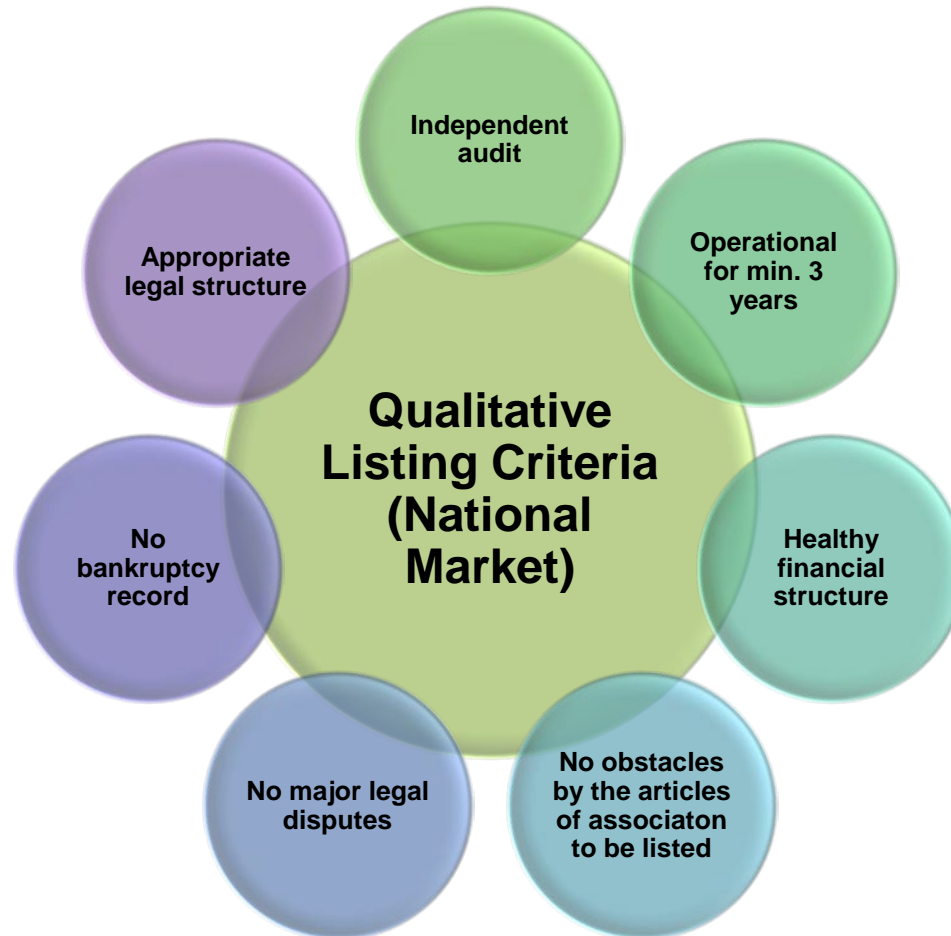 Independent
audit
Operational
for min. 3
years
Healthy
financial
structure
No obstacles
by the articles
of associaton
to be listed
No major legal
disputes
No
bankruptcy
record
Appropriate
legal structure
Qualitative
Listing Criteria
(National
Market)